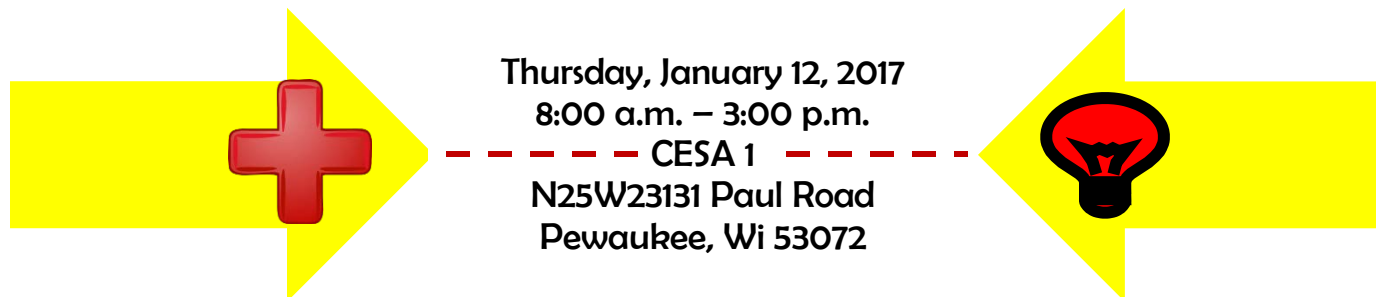 Thursday, January 12, 2017
8:00 a.m. – 3:00 p.m.
CESA 1
N25W23131 Paul Road
Pewaukee, Wi 53072